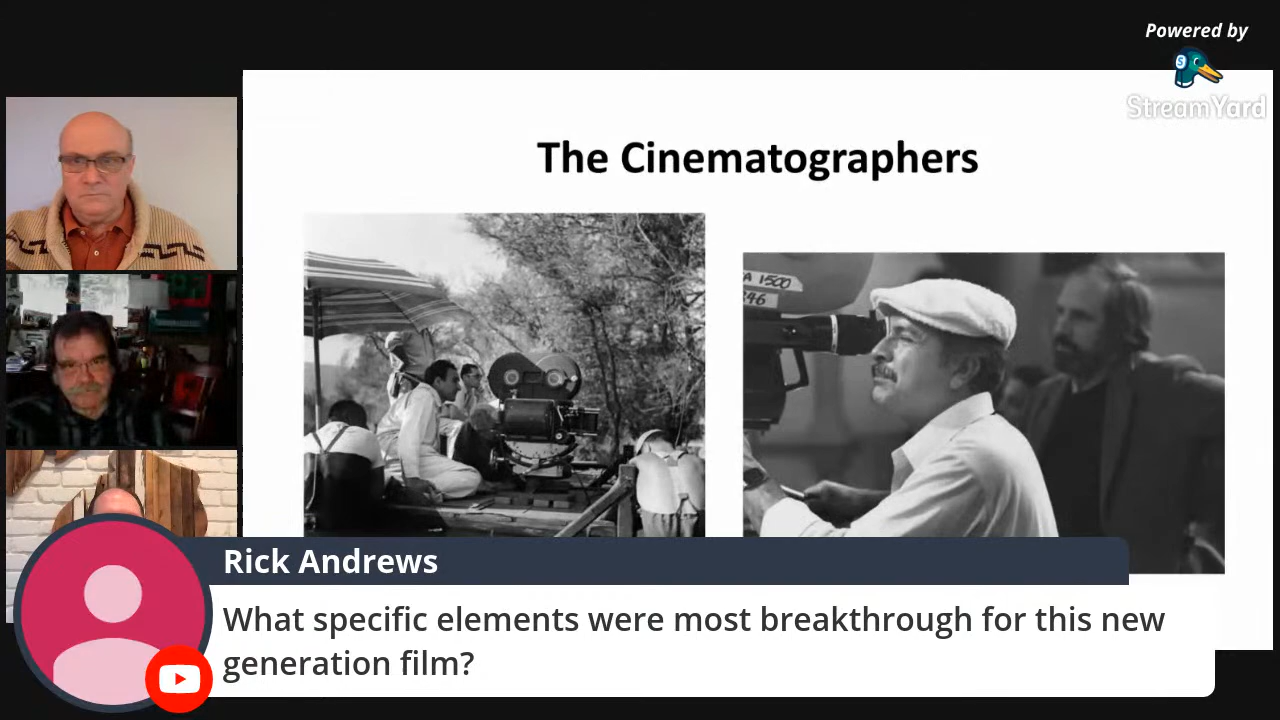 Powered by
StreamYard
The Cinematographers
A 1500
246
Rick Andrews
What specific elements were most breakthrough for this new
generation film?